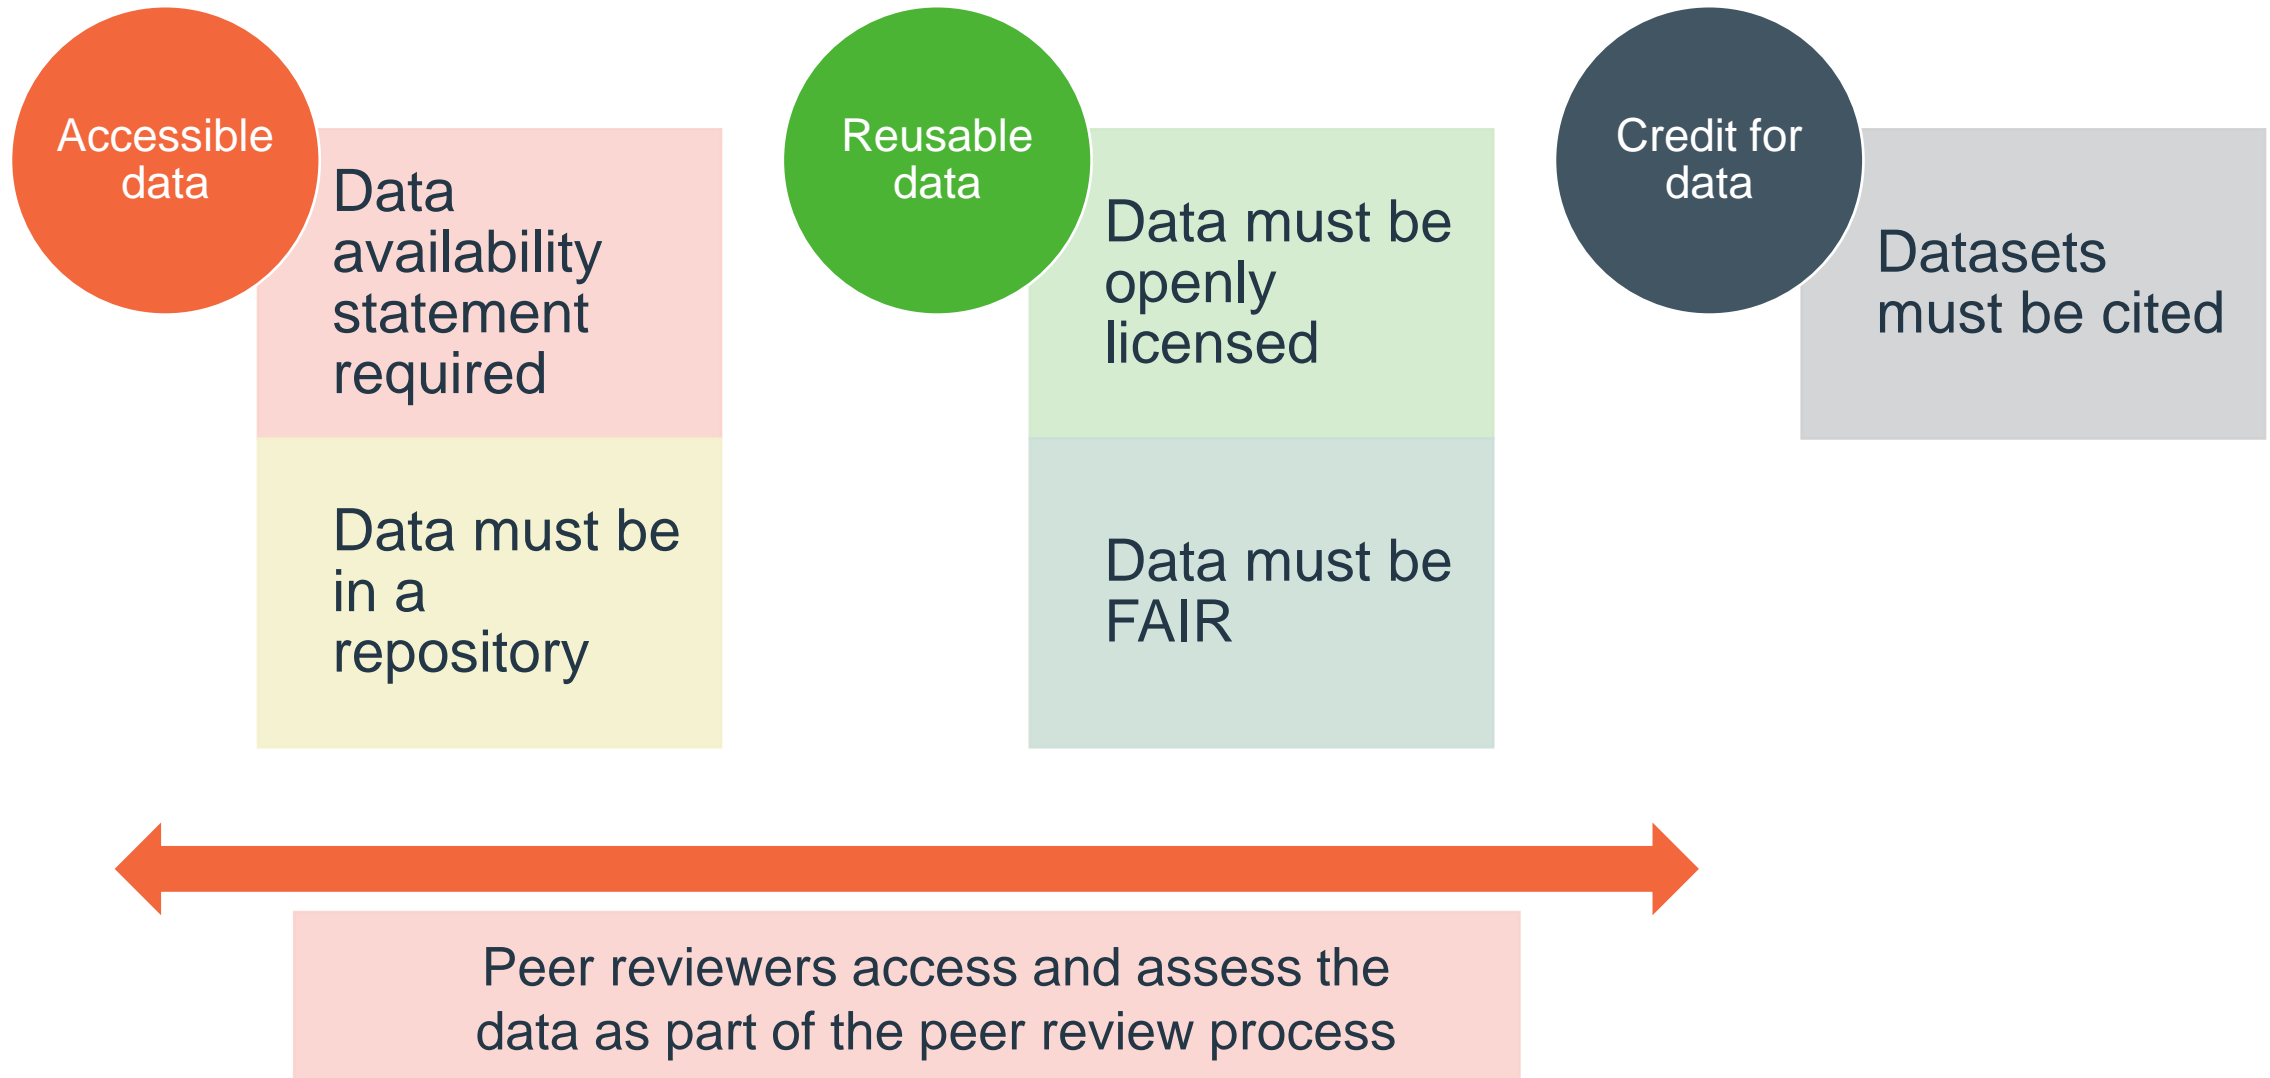 Accessible
data
Data
availability
statement
required
Data must be
in a
repository
Reusable
data
Data must be
openly
licensed
Data must be
FAIR
Credit for
data
Datasets
must be cited
Peer reviewers access and assess the
data as part of the peer review process